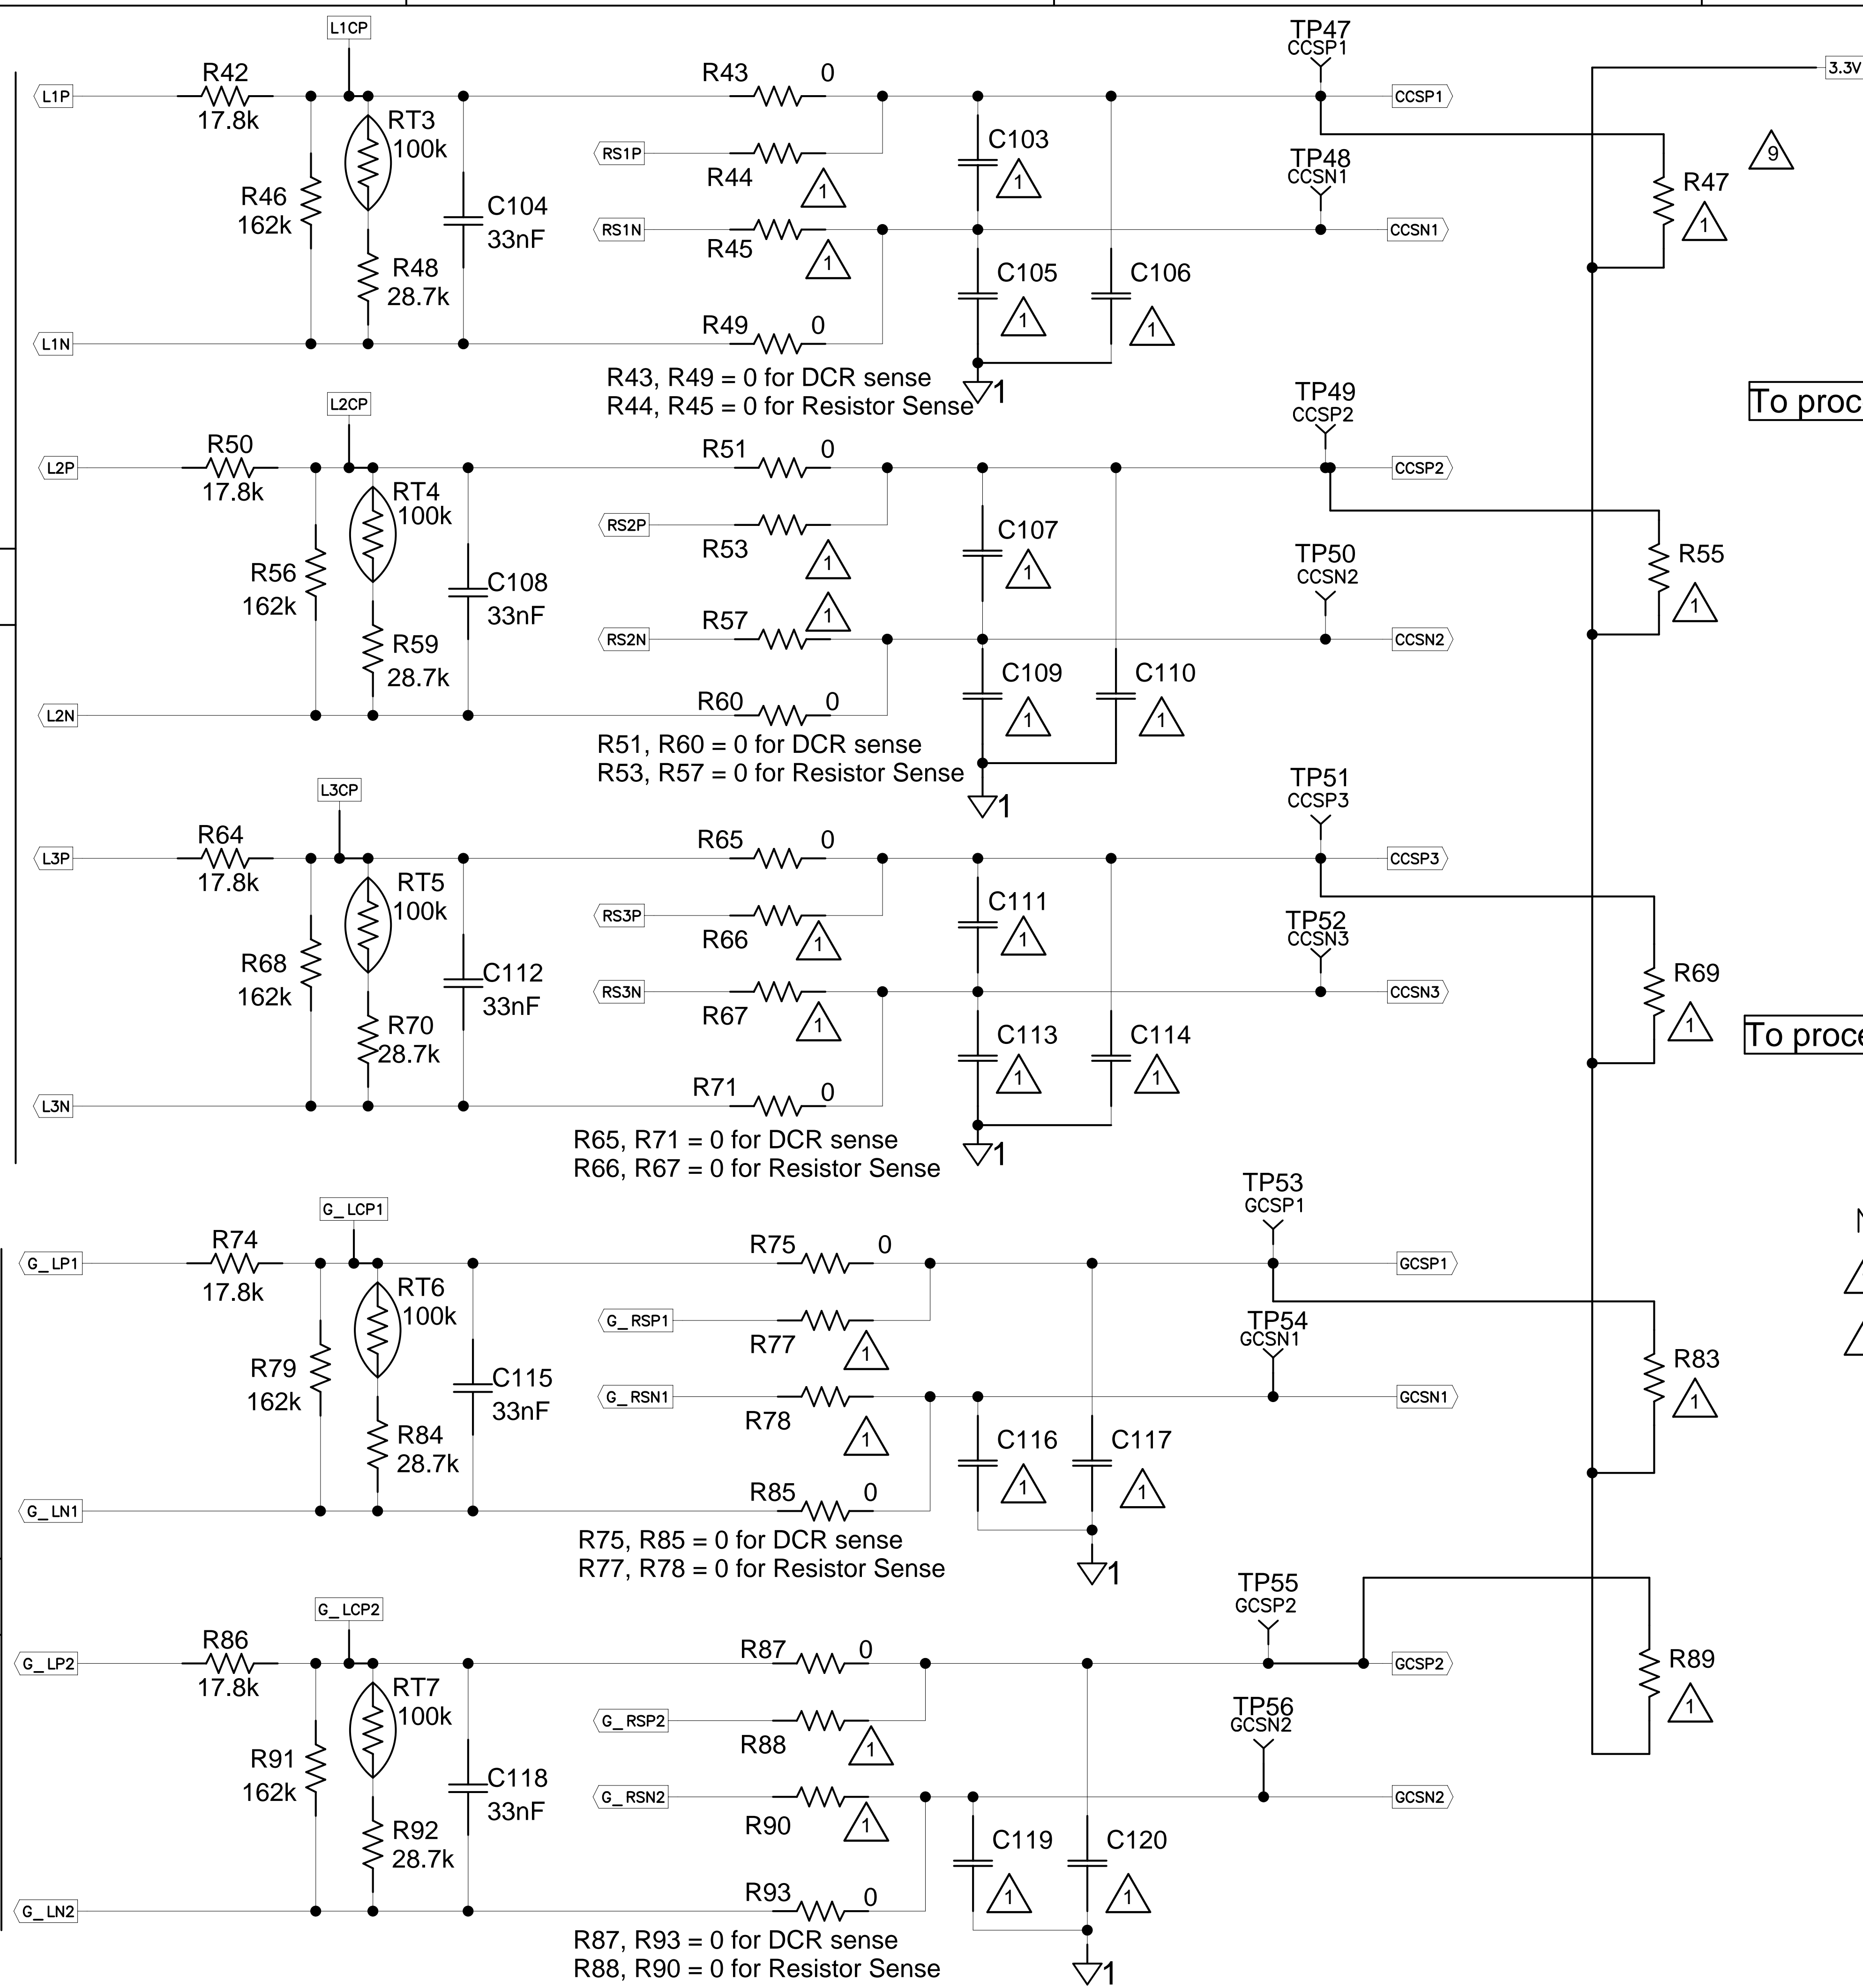 L1CP
TP47
CCSP1
3.3V
R42
17.8k
L1P
R43 0
CCSP1
RT3
100k
RS1P
R44
1
C103
1
TP48
CCSN1
9
R47
1
R46
162k
C104
33nF
RS1N
R45
1
CCSN1
R48
28.7k
C105
1
C106
1
L1N
R49 0
R43, R49 = 0 for DCR sense
R44, R45 = 0 for Resistor Sense
1
L2CP
TP49
CCSP2
R50
17.8k
L2P
R51 0
CCSP2
RT4
100k
RS2P
R53
1
C107
1
TP50
CCSN2
R55
1
R56
162k
C108
33nF
RS2N
R57
1
CCSN2
R59
28.7k
C109
1
C110
1
L2N
R60 0
R51, R60 = 0 for DCR sense
R53, R57 = 0 for Resistor Sense
1
L3CP
TP51
CCSP3
R64
17.8k
L3P
R65 0
CCSP3
RT5
100k
RS3P
R66
1
C111
1
TP52
CCSN3
R69
1
R68
162k
C112
33nF
RS3N
R67
1
CCSN3
R70
28.7k
C113
1
C114
1
L3N
R71 0
R65, R71 = 0 for DCR sense
R66, R67 = 0 for Resistor Sense
1
G_LCP1
TP53
GCSP1
R74
17.8k
G_LP1
R75 0
GCSP1
RT6
100k
G_RSP1
R77
1
TP54
GCSN1
R83
1
R79
162k
C115
33nF
G_RSN1
R78
1
GCSN1
R84
28.7k
C116
1
C117
1
G_LN1
R85 0
R75, R85 = 0 for DCR sense
R77, R78 = 0 for Resistor Sense
1
G_LCP2
TP55
GCSP2
R86
17.8k
G_LP2
R87 0
GCSP2
RT7
100k
G_RSP2
R88
1
TP56
GCSN2
R89
1
R91
162k
C118
33nF
G_RSN2
R90
1
GCSN2
R92
28.7k
C119
1
C120
1
G_LN2
R93 0
R87, R93 = 0 for DCR sense
R88, R90 = 0 for Resistor Sense
1
To proc
To proc